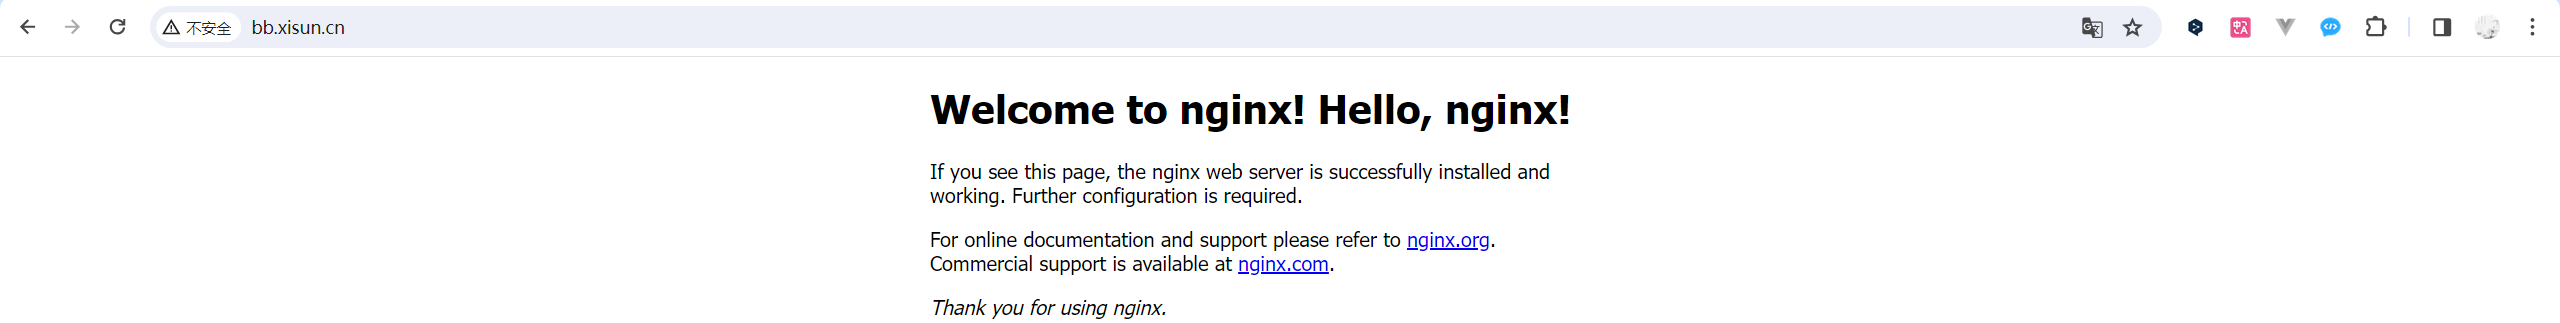 不安全 bb.xisun.cn
Welcome to nginx! Hello, nginx!
If you see this page, the nginx web server is successfully installed and
working. Further configuration is required.
For online documentation and support please refer to nginx.org.
Commercial support is available at nginx.com.
Thank you for using nginx.